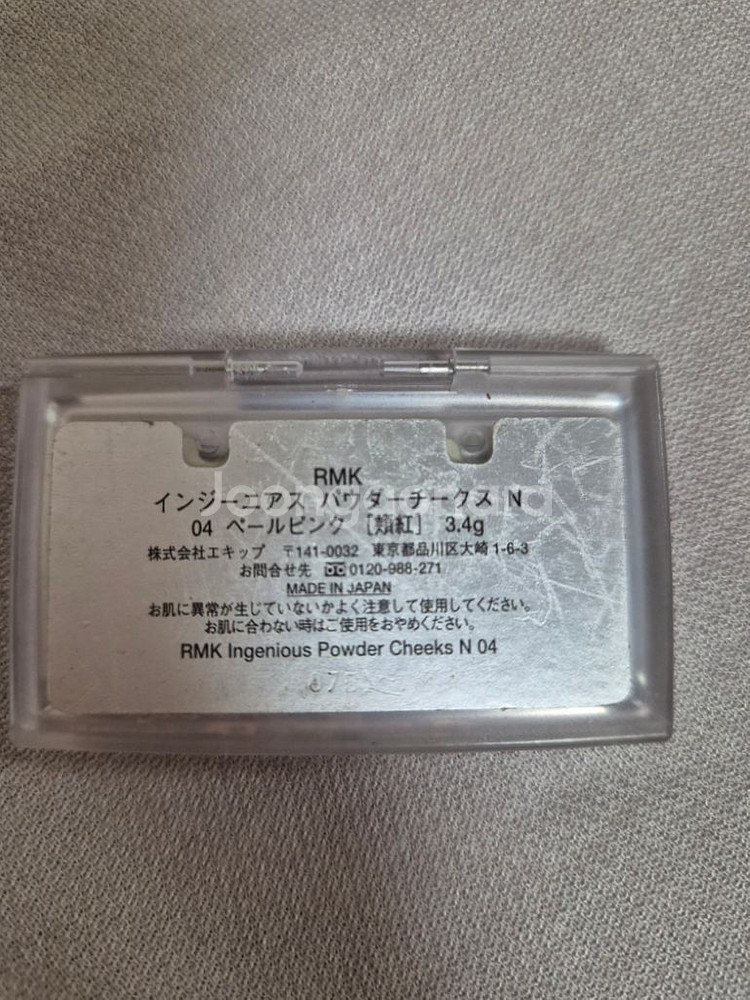 RMK
インジーニアス パウダーチークス N
04 ペールピンク [頬紅] 3.4g
株式会社エキップ 〒141-0032 東京都品川区大崎1-6-3
お問合せ先 0120-988-271
MADE IN JAPAN
お肌に異常が生じていないかよく注意して使用してください。
お肌に合わない時はご使用をおやめください。
RMK Ingenious Powder Cheeks N 04